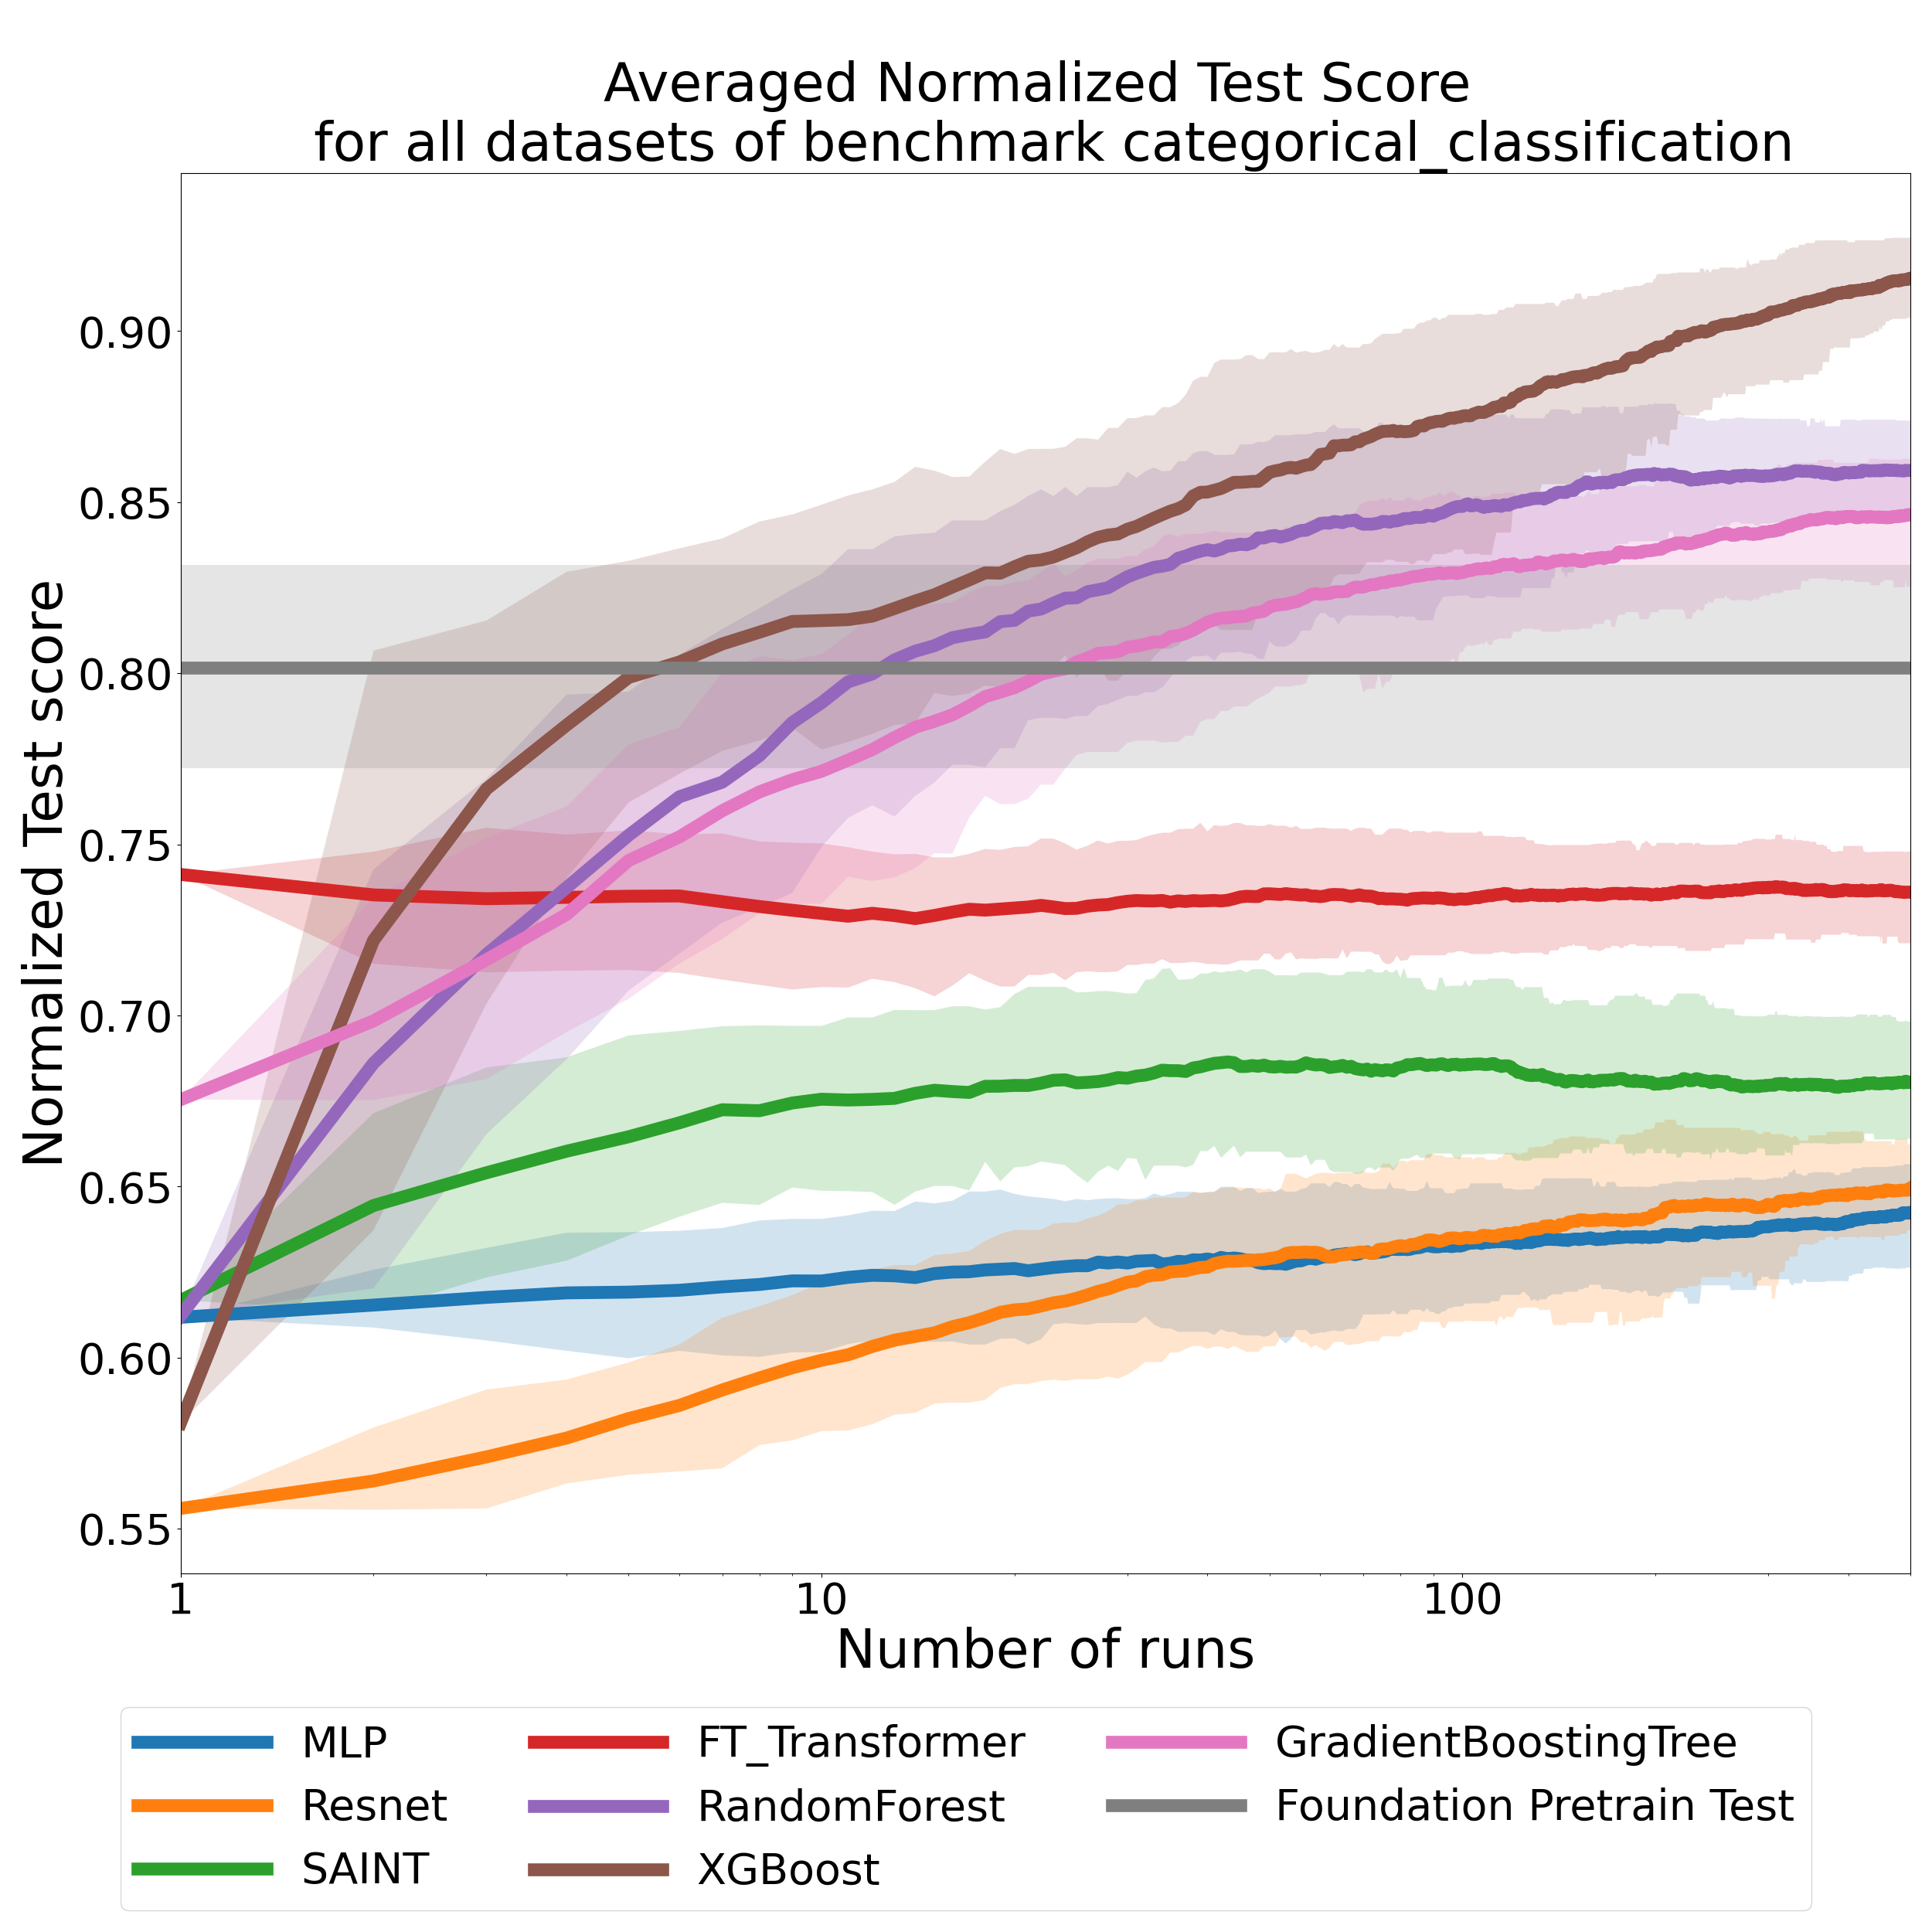 Averaged Normalized Test Score
for all datasets of benchmark categorical_classification
Normalized Test score
0.90
0.85
0.80
0.75
0.70
0.65
0.60
0.55
1
10
100
Number of runs
MLP
Resnet
SAINT
FT_Transformer
RandomForest
XGBoost
GradientBoostingTree
Foundation Pretrain Test